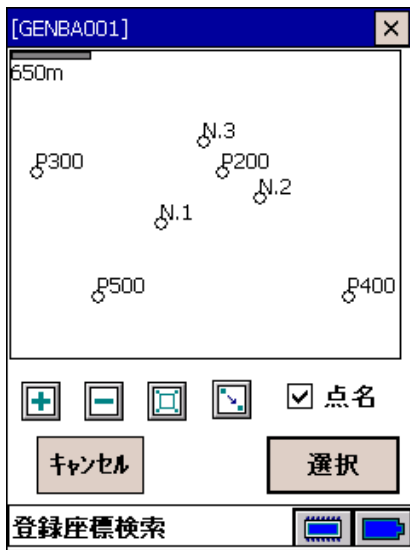 [GENBA001]
650m
N.3
P300
P200
N.2
N.1
P500
P400
点名
キャンセル
選択
登録座標検索